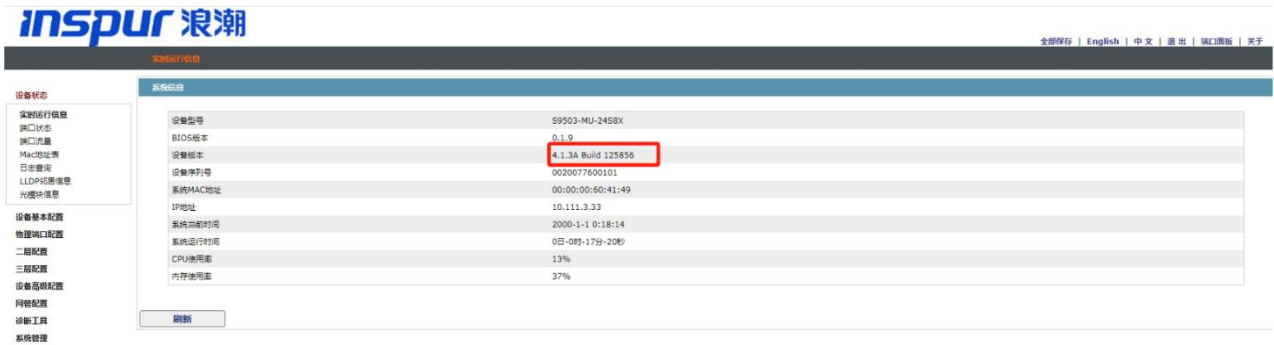 inspur 浪潮
全部保存 | English | 中 文 | 退 出 | 端口面板 | 关于
实时运行信息
设备状态
实时运行信息
端口状态
端口流量
Mac地址表
日志查询
LLDP邻居信息
光模块信息
设备基本配置
物理端口配置
二层配置
三层配置
设备高级配置
网管配置
诊断工具
系统管理
系统信息
设备型号 S9503-MU-24S8X
BIOS版本 0.1.9
设备版本 4.1.3A Build 125856
设备序列号 0020077600101
系统MAC地址 00:00:00:60:41:49
IP地址 10.111.3.33
系统当前时间 2000-1-1 0:18:14
系统运行时间 0日-0时-17分-20秒
CPU使用率 13%
内存使用率 37%
刷新